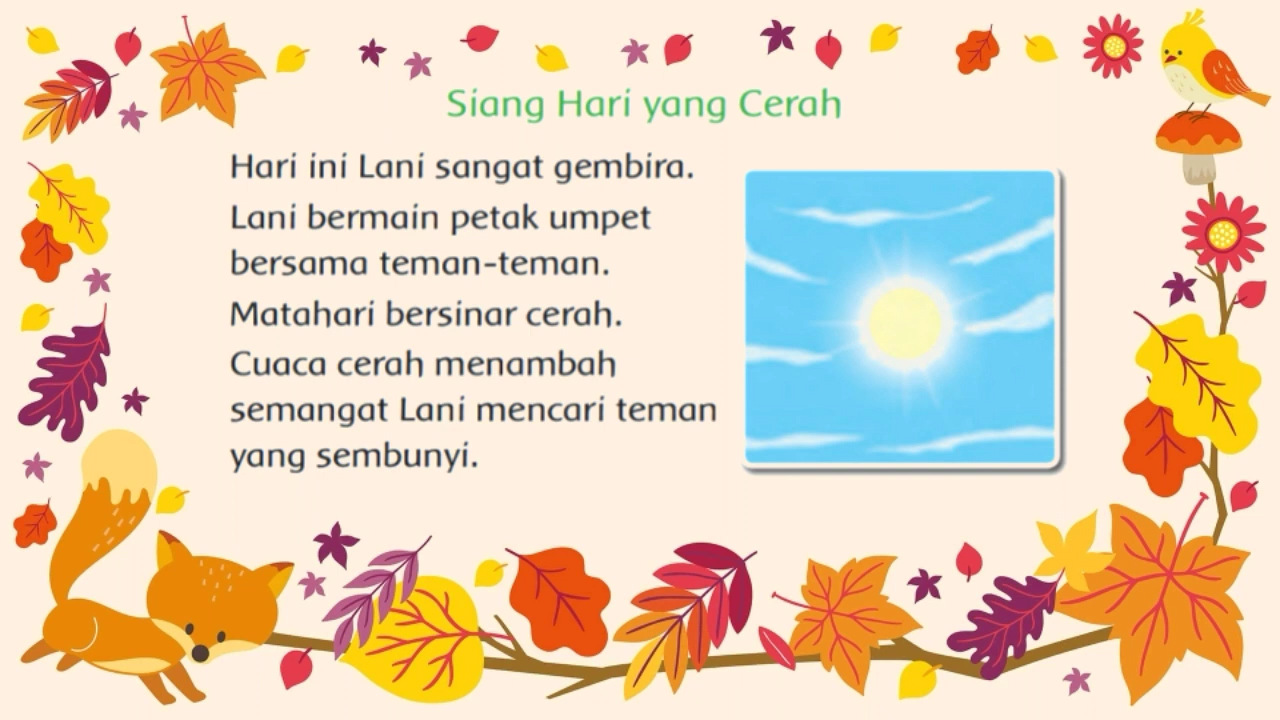 Siang Hari yang Cerah
Hari ini Lani sangat gembira.
Lani bermain petak umpet
bersama teman-teman.
Matahari bersinar cerah.
Cuaca cerah menambah
semangat Lani mencari teman
yang sembunyi.